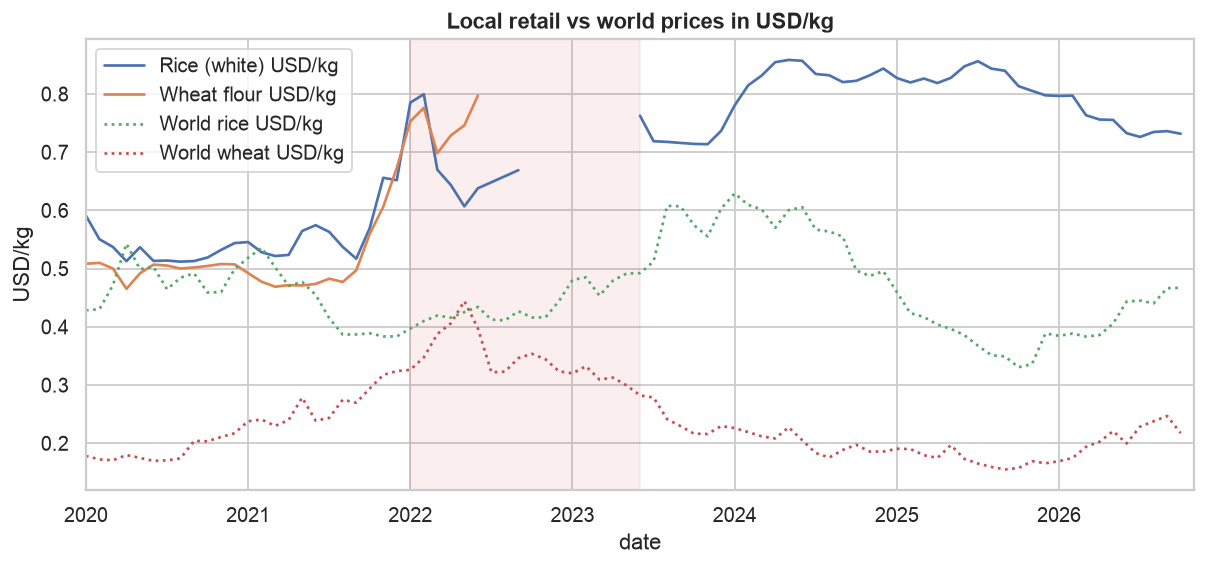 Local retail vs world prices in USD/kg
Rice (white) USD/kg
Wheat flour USD/kg
World rice USD/kg
World wheat USD/kg
USD/kg
0.8
0.7
0.6
0.5
0.4
0.3
0.2
2020 2021 2022 2023 2024 2025 2026
date